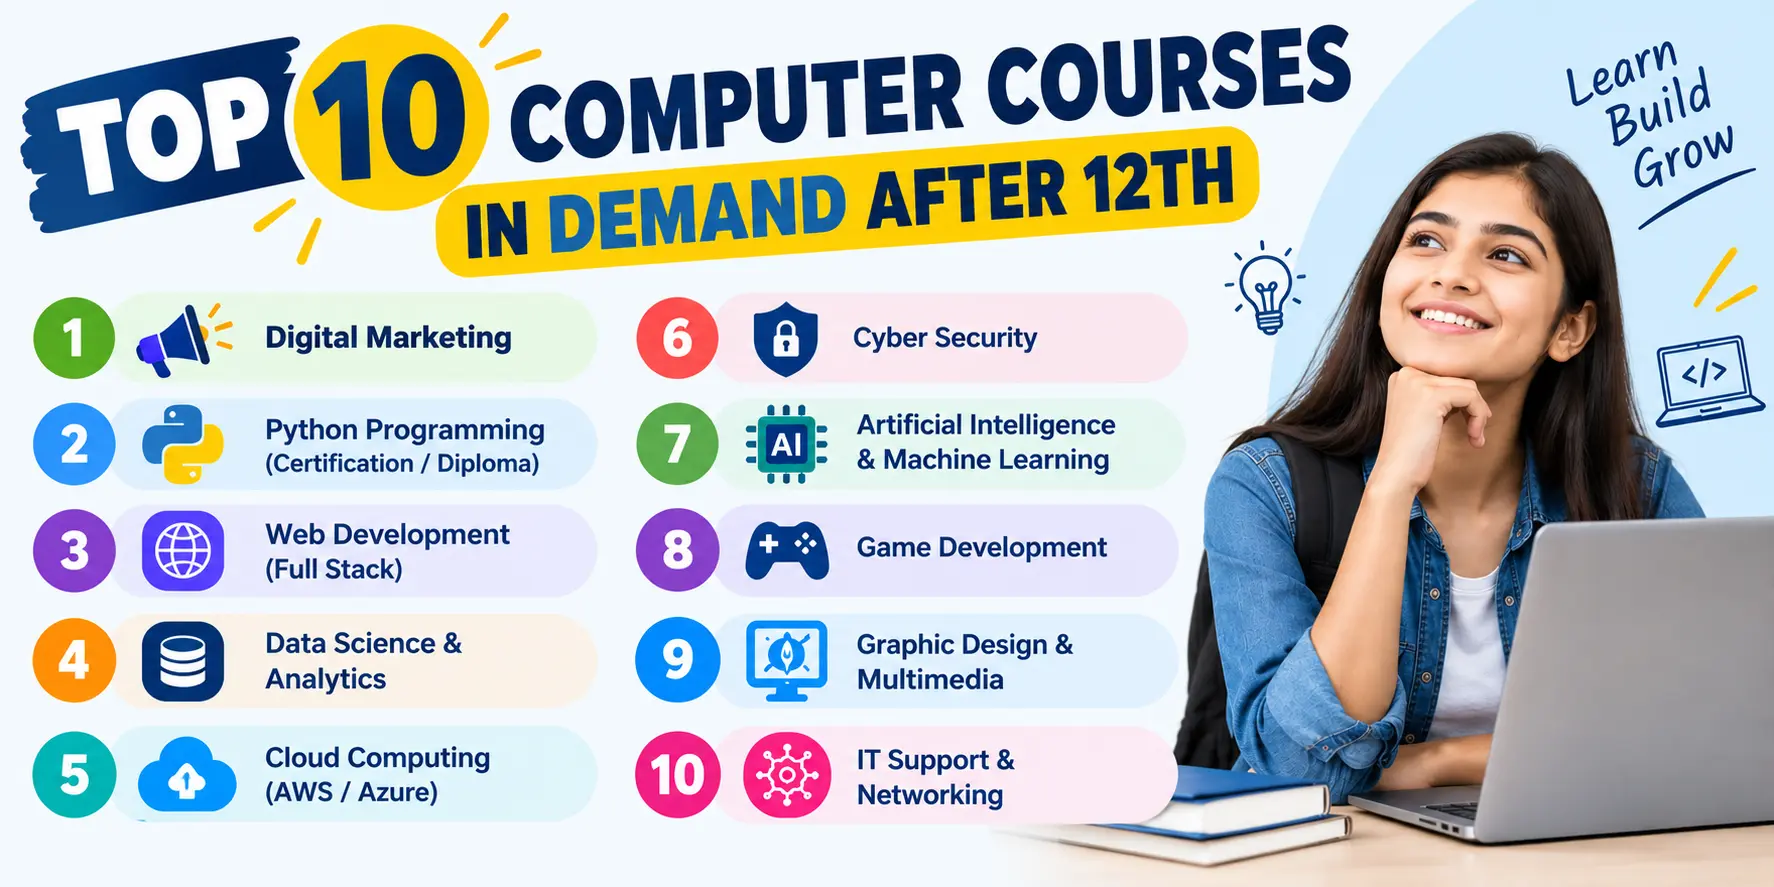 TOP 10 COMPUTER COURSES
IN DEMAND AFTER 12TH
Learn
Build
Grow
1 Digital Marketing
2 Python Programming
(Certification / Diploma)
3 Web Development
(Full Stack)
4 Data Science &
Analytics
5 Cloud Computing
(AWS / Azure)
6 Cyber Security
7 AI Artificial Intelligence
& Machine Learning
8 Game Development
9 Graphic Design &
Multimedia
10 IT Support &
Networking
</>